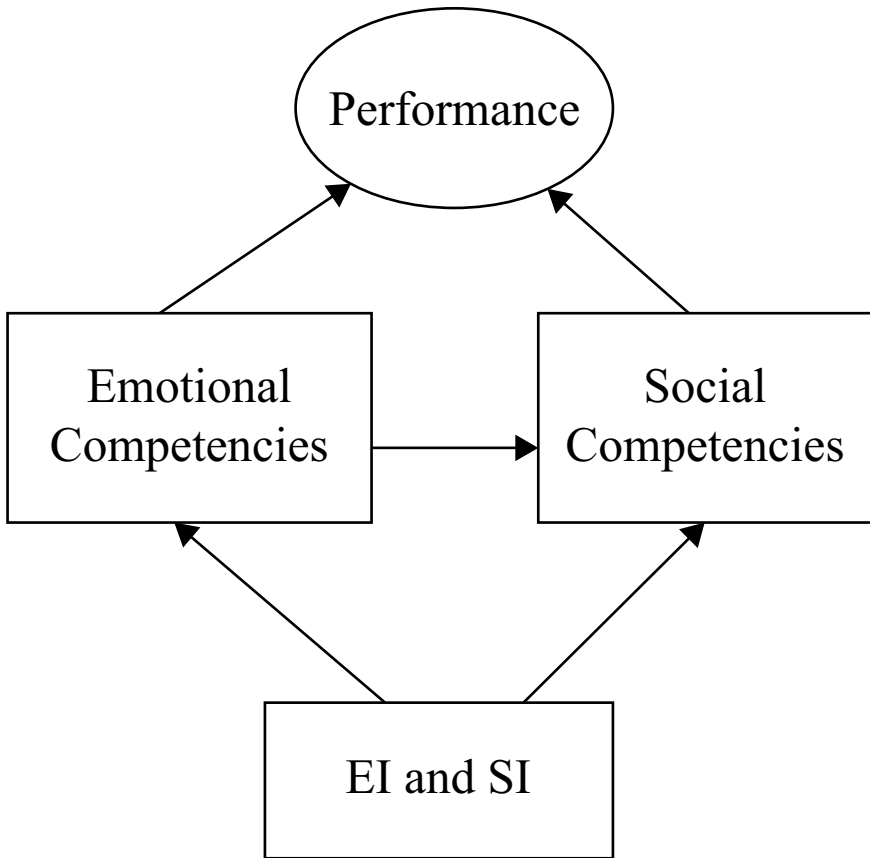 Performance
Emotional
Competencies
Social
Competencies
EI and SI